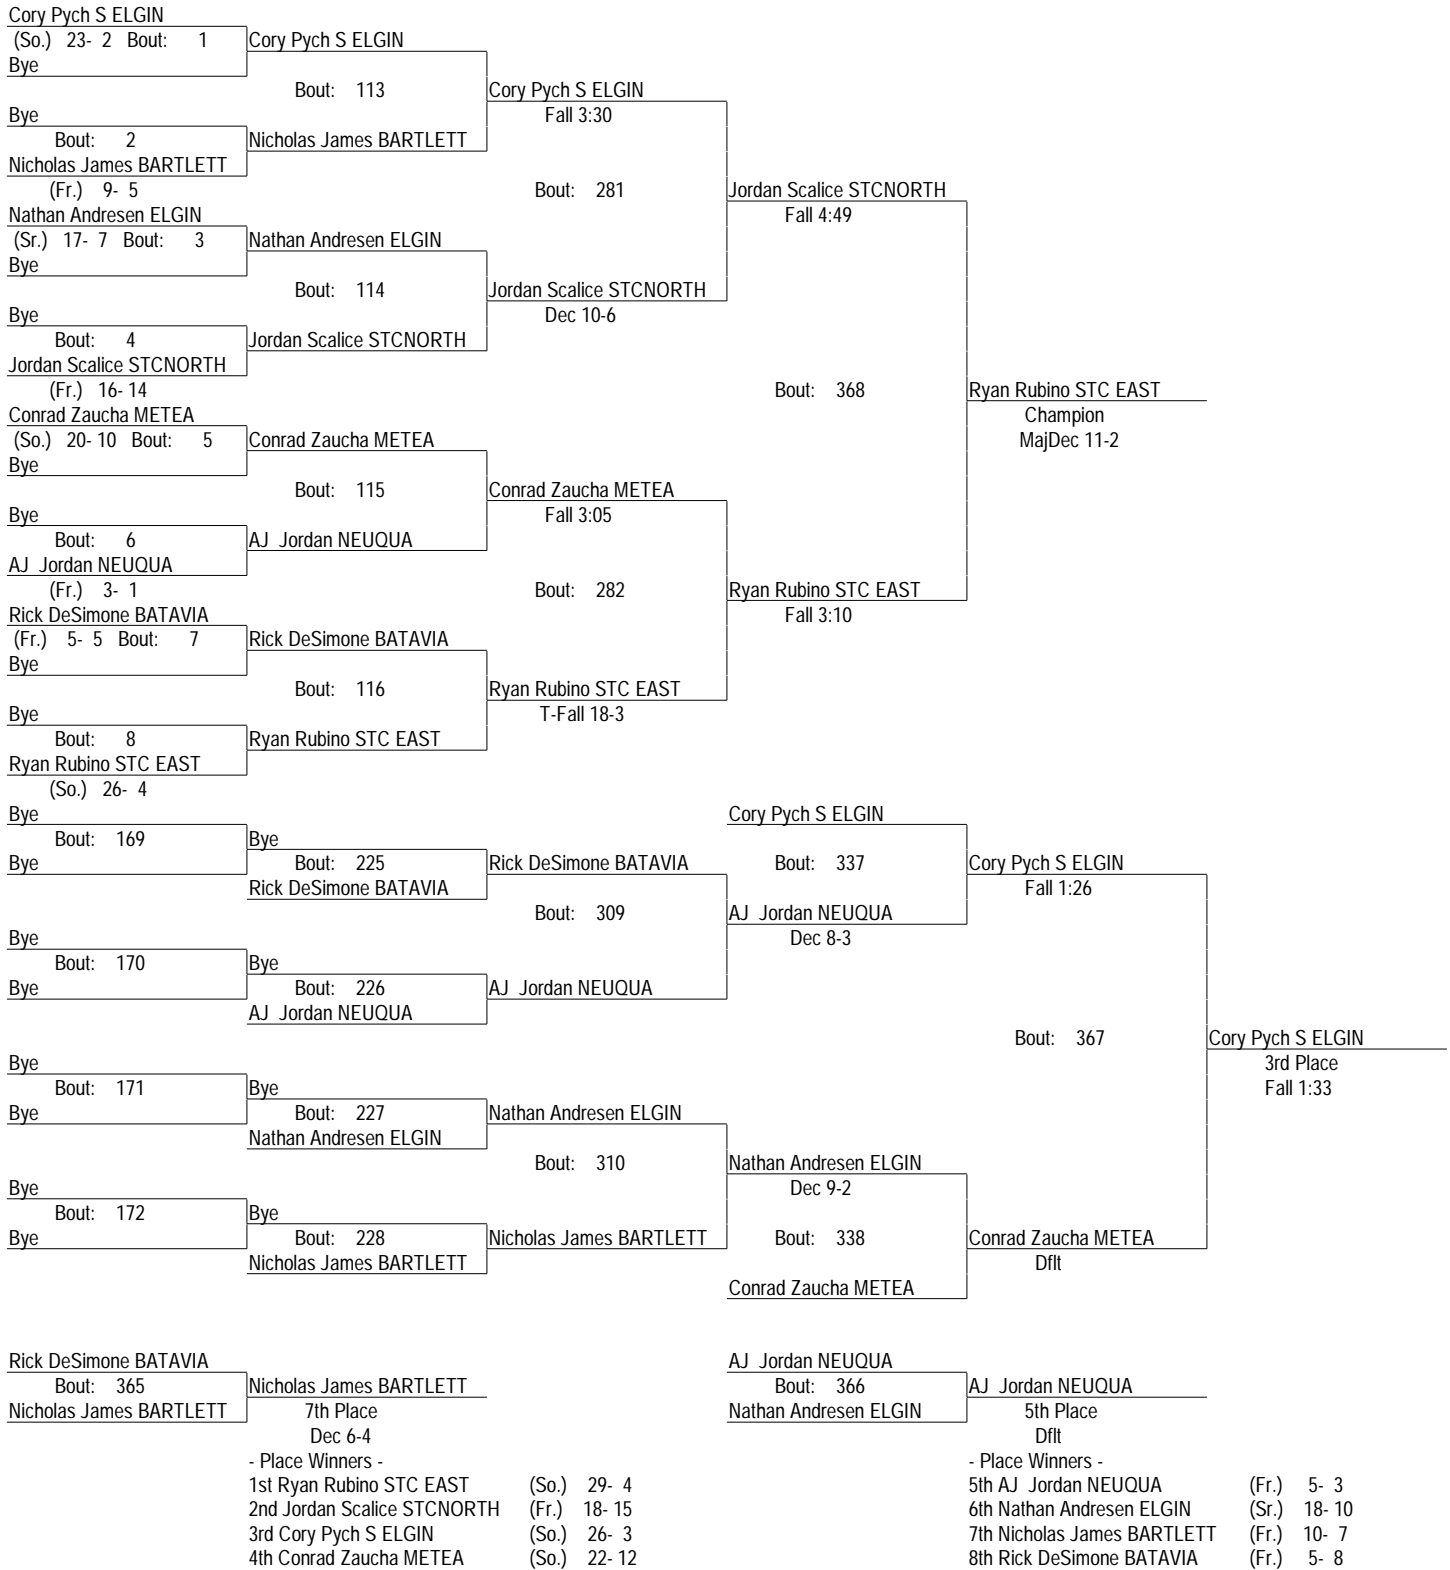 Cory Pych S ELGIN
(So.) 23- 2 Bout: 1 Cory Pych S ELGIN
Bye
Bout: 113 Cory Pych S ELGIN
Bye Fall 3:30
Bout: 2 Nicholas James BARTLETT
Nicholas James BARTLETT
(Fr.) 9- 5 Bout: 281 Jordan Scalice STCNORTH
Nathan Andresen ELGIN Fall 4:49
(Sr.) 17- 7 Bout: 3 Nathan Andresen ELGIN
Bye
Bout: 114 Jordan Scalice STCNORTH
Bye Dec 10-6
Bout: 4 Jordan Scalice STCNORTH
Jordan Scalice STCNORTH
(Fr.) 16- 14 Bout: 368 Ryan Rubino STC EAST
Conrad Zaucha METEA Champion
(So.) 20- 10 Bout: 5 Conrad Zaucha METEA MajDec 11-2
Bye
Bout: 115 Conrad Zaucha METEA
Bye Fall 3:05
Bout: 6 AJ Jordan NEUQUA
AJ Jordan NEUQUA
(Fr.) 3- 1 Bout: 282 Ryan Rubino STC EAST
Rick DeSimone BATAVIA Fall 3:10
(Fr.) 5- 5 Bout: 7 Rick DeSimone BATAVIA
Bye
Bout: 116 Ryan Rubino STC EAST
Bye T-Fall 18-3
Bout: 8 Ryan Rubino STC EAST
Ryan Rubino STC EAST
(So.) 26- 4
Bye Cory Pych S ELGIN
Bout: 169 Bye
Bye Bout: 225 Rick DeSimone BATAVIA Bout: 337 Cory Pych S ELGIN
Rick DeSimone BATAVIA Fall 1:26
Bout: 309 AJ Jordan NEUQUA
Bye Dec 8-3
Bout: 170 Bye
Bye Bout: 226 AJ Jordan NEUQUA
AJ Jordan NEUQUA
Bout: 367 Cory Pych S ELGIN
Bye 3rd Place
Bout: 171 Bye Fall 1:33
Bye Bout: 227 Nathan Andresen ELGIN
Nathan Andresen ELGIN
Bout: 310 Nathan Andresen ELGIN
Bye Dec 9-2
Bout: 172 Bye
Bye Bout: 228 Nicholas James BARTLETT Bout: 338 Conrad Zaucha METEA
Nicholas James BARTLETT Dflt
Conrad Zaucha METEA
Rick DeSimone BATAVIA AJ Jordan NEUQUA
Bout: 365 Nicholas James BARTLETT Bout: 366 AJ Jordan NEUQUA
Nicholas James BARTLETT 7th Place Nathan Andresen ELGIN 5th Place
Dec 6-4 Dflt
- Place Winners - - Place Winners -
1st Ryan Rubino STC EAST (So.) 29- 4 5th AJ Jordan NEUQUA (Fr.) 5- 3
2nd Jordan Scalice STCNORTH (Fr.) 18- 15 6th Nathan Andresen ELGIN (Sr.) 18- 10
3rd Cory Pych S ELGIN (So.) 26- 3 7th Nicholas James BARTLETT (Fr.) 10- 7
4th Conrad Zaucha METEA (So.) 22- 12 8th Rick DeSimone BATAVIA (Fr.) 5- 8